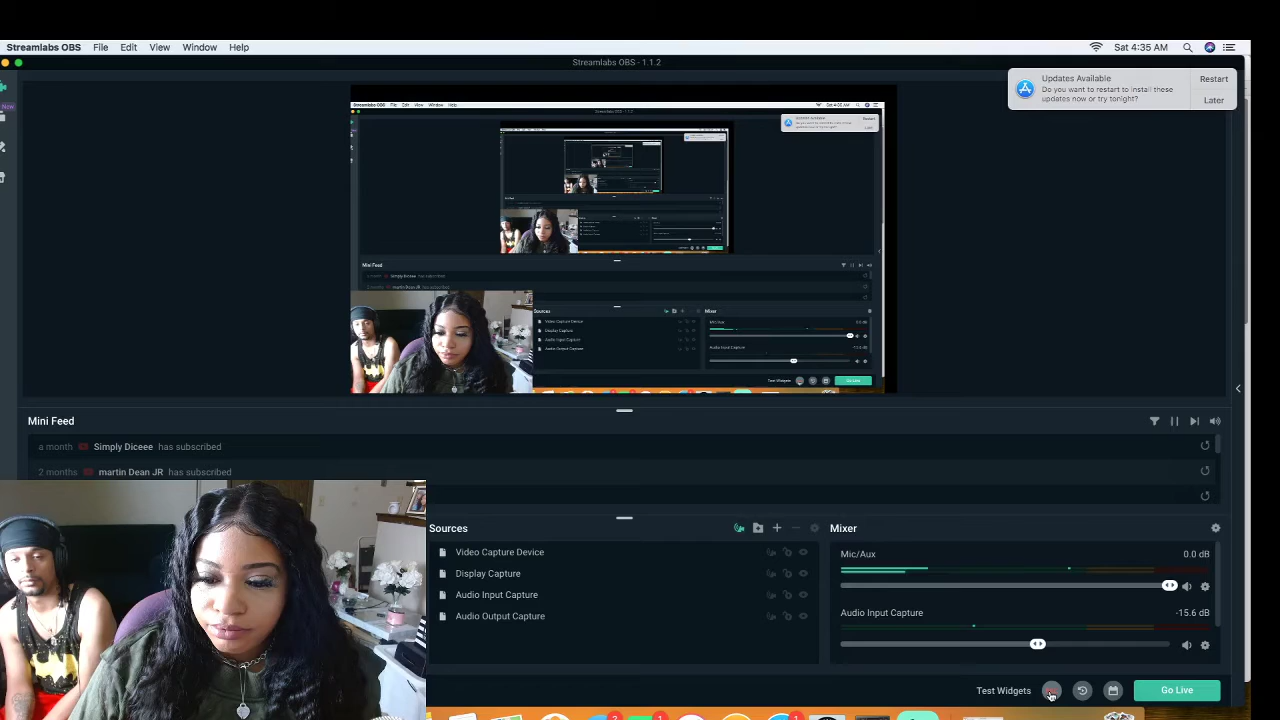 Streamlabs OBS File Edit View Window Help Sat 4:35 AM
Streamlabs OBS - 1.1.2
Updates Available
Do you want to restart to install these
updates now or try tonight?
Restart
Later
New
Mini Feed
a month Simply Diceee has subscribed
2 months martin Dean JR has subscribed
Sources
Video Capture Device
Display Capture
Audio Input Capture
Audio Output Capture
Mixer
Mic/Aux 0.0 dB
Audio Input Capture -15.6 dB
Test Widgets
Go Live